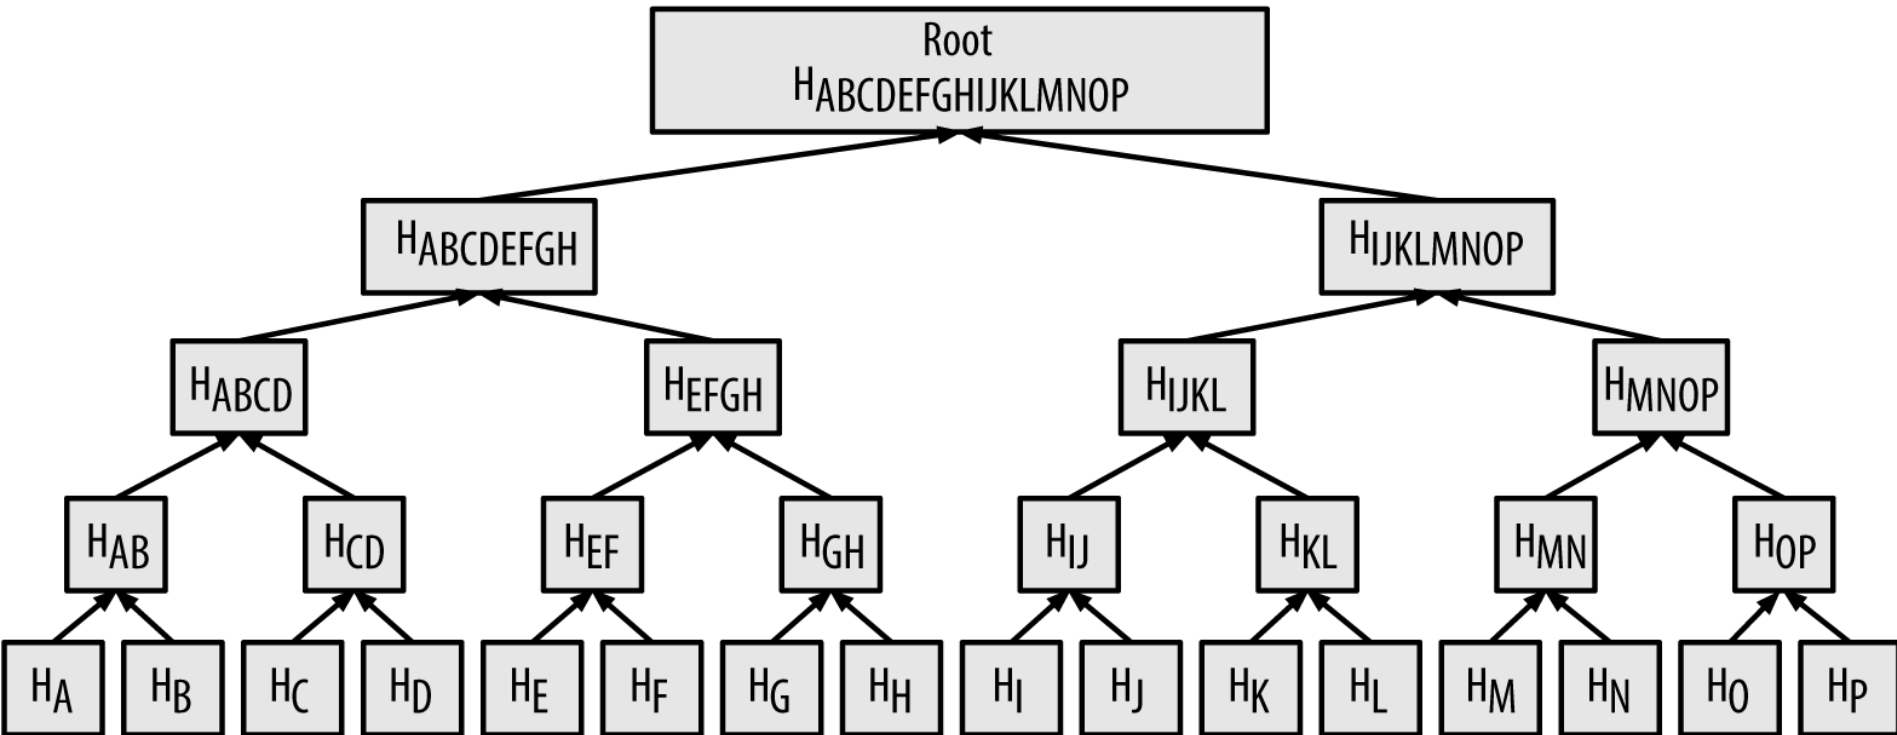 Root
HABCDEFGHIJKLMNOP
HABCDEFGH HIJKLMNOP
HABCD HEFGH HIJKL HMNOP
HAB HCD HEF HGH HIJ HKL HMN HOP
HA HB HC HD HE HF HG HH HI HJ HK HL HM HN HO HP